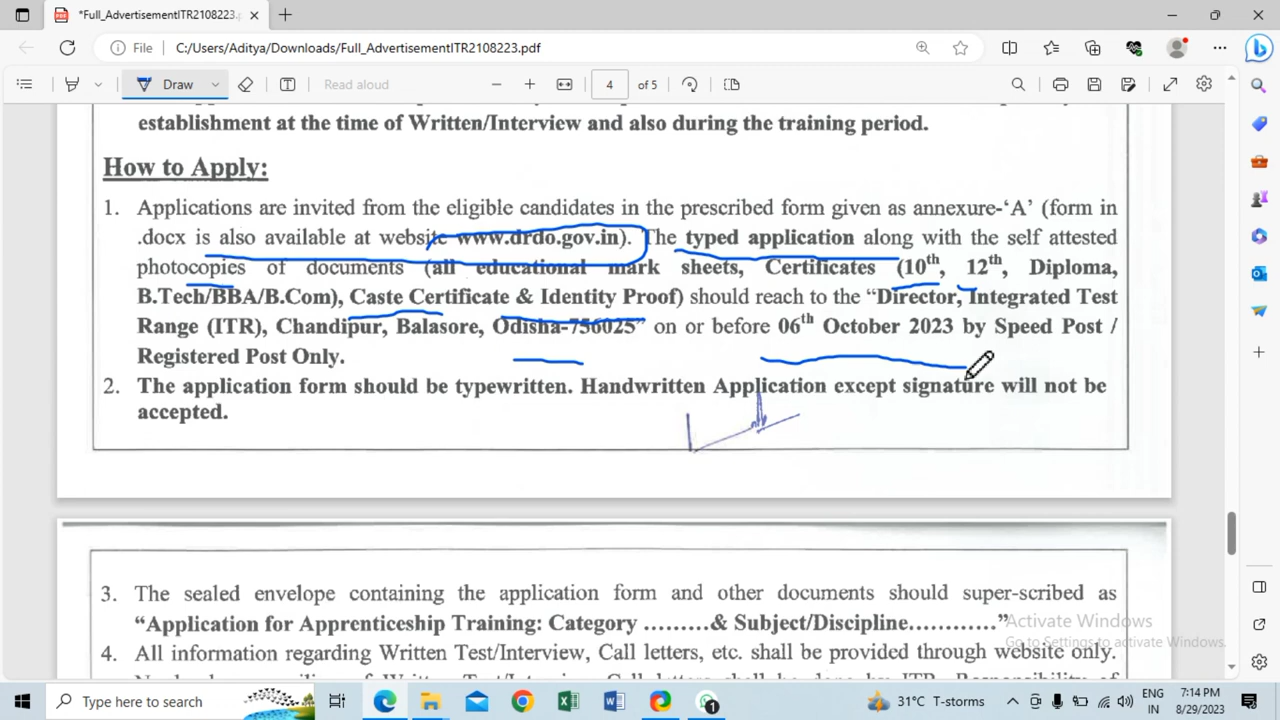 *Full_AdvertisementITR2108223.
File
C:/Users/Aditya/Downloads/Full_AdvertisementITR2108223.pdf
Draw
Read aloud
4
of 5
establishment at the time of Written/Interview and also during the training period.
How to Apply:
1. Applications are invited from the eligible candidates in the prescribed form given as annexure-‘A’ (form in
.docx is also available at website www.drdo.gov.in). The typed application along with the self attested
photocopies of documents (all educational mark sheets, Certificates (10th, 12th, Diploma,
B.Tech/BBA/B.Com), Caste Certificate & Identity Proof) should reach to the “Director, Integrated Test
Range (ITR), Chandipur, Balasore, Odisha-756025” on or before 06th October 2023 by Speed Post /
Registered Post Only.
2. The application form should be typewritten. Handwritten Application except signature will not be
accepted.
3. The sealed envelope containing the application form and other documents should super-scribed as
“Application for Apprenticeship Training: Category .........& Subject/Discipline............”
Activate Windows
Go to Settings to activate Windows.
4. All information regarding Written Test/Interview, Call letters, etc. shall be provided through website only.
Type here to search
1
31°C T-storms
ENG
IN
7:14 PM
8/29/2023